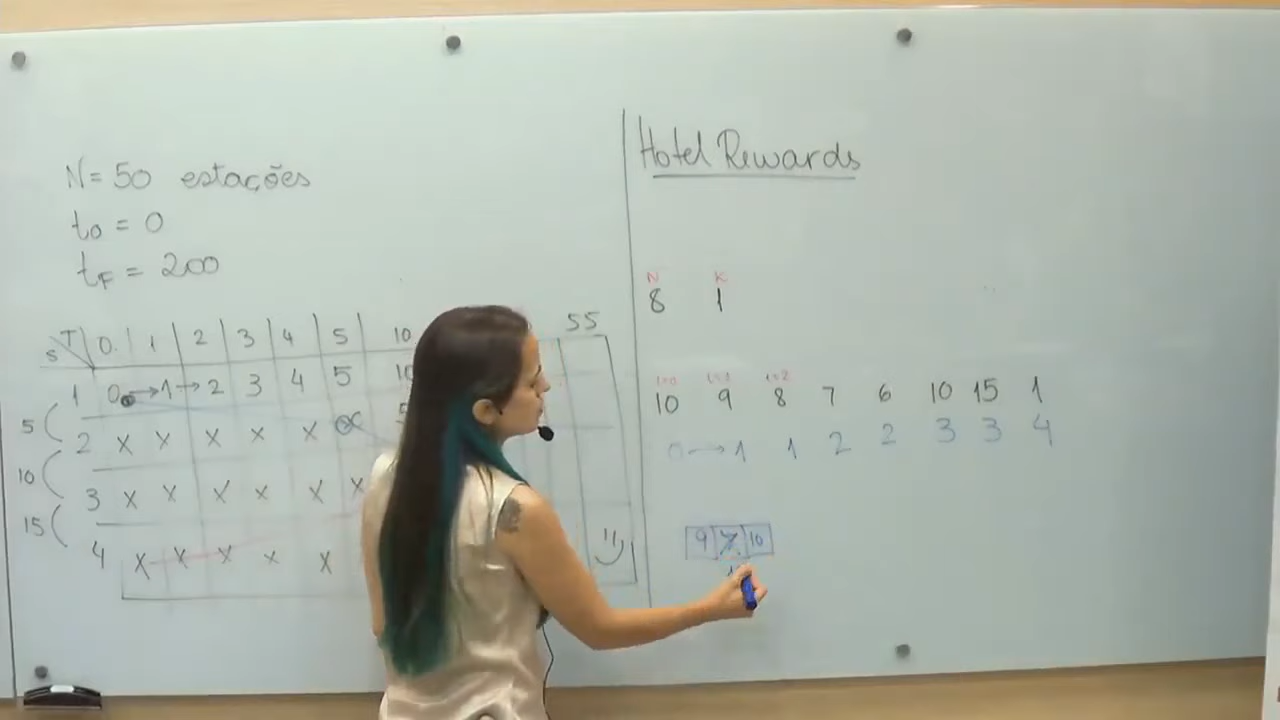 N = 50 estações
t0 = 0
tF = 200
T 0 1 2 3 4 5 10 55
S
1 0 → 1 → 2 3 4 5 10
5 (
2 x x x x x
10 (
3 x x x x x x
15 (
4 x x x x x
Hotel Rewards
N K
8 1
i=0 i=1 i=2
10 9 8 7 6 10 15 1
0 → 1 1 2 2 3 3 4
9 7 10